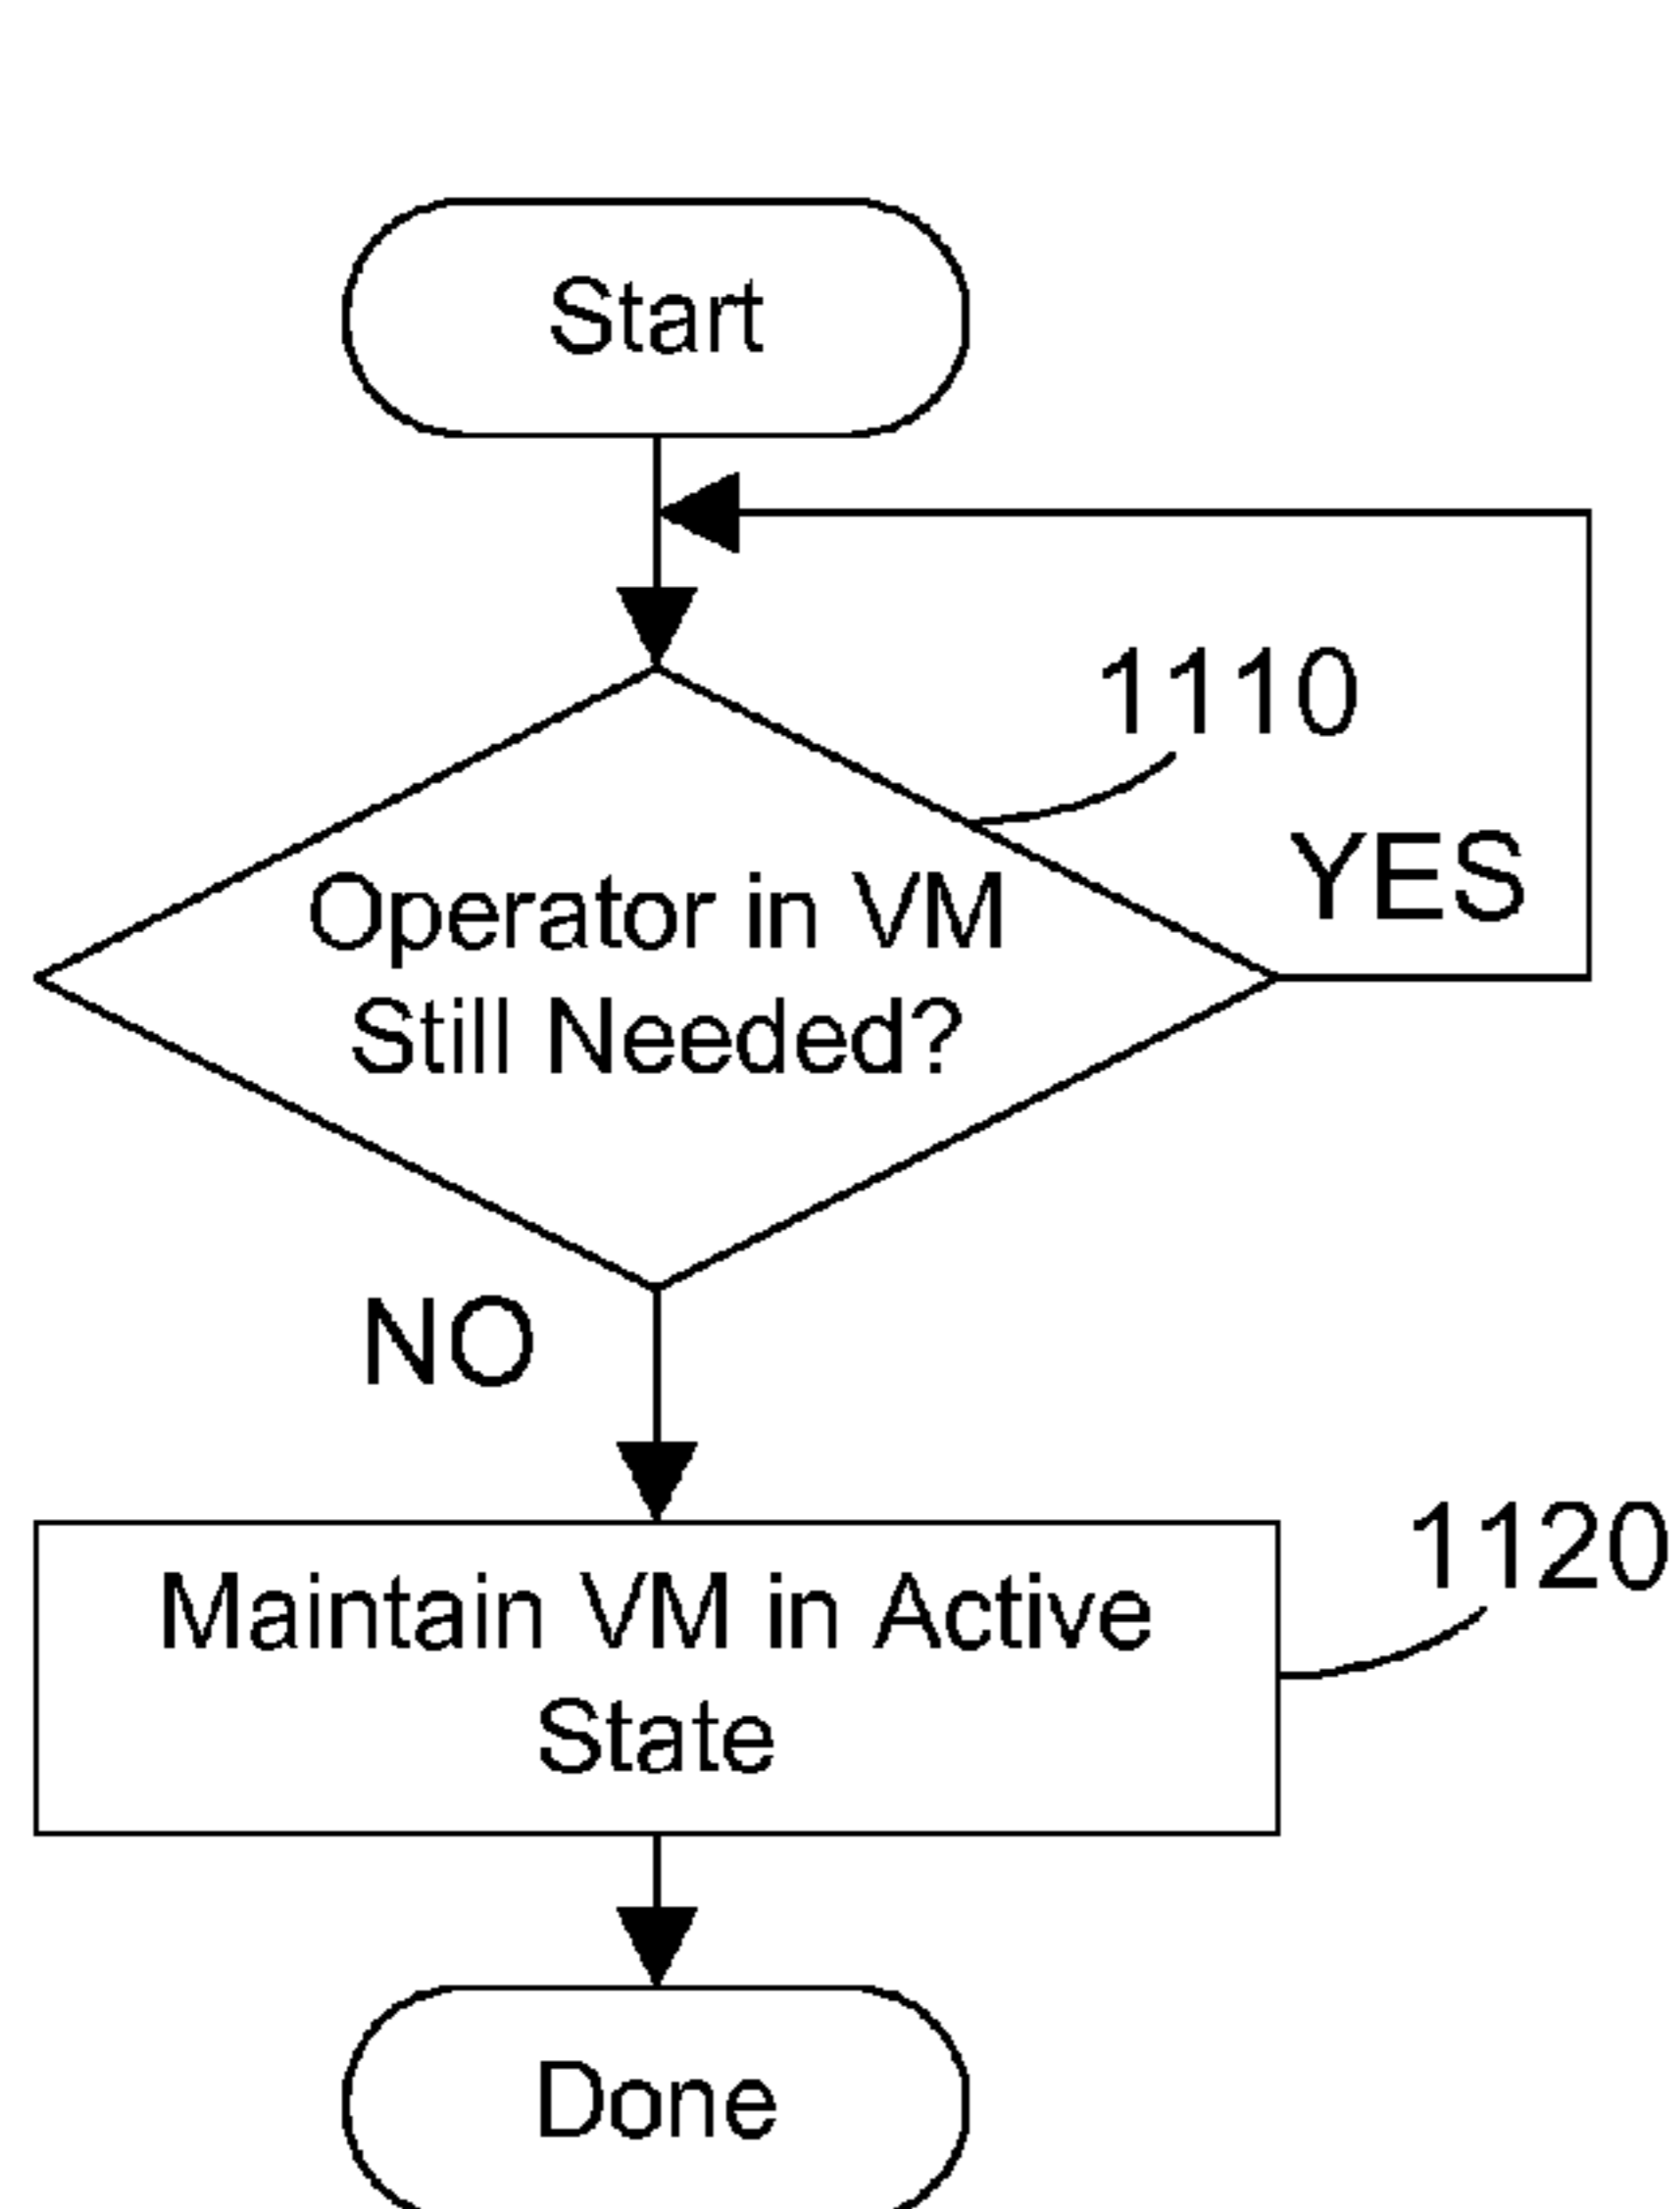 Start
1110
YES
Operator in VM
Still Needed?
NO
1120
Maintain VM in Active
State
Done